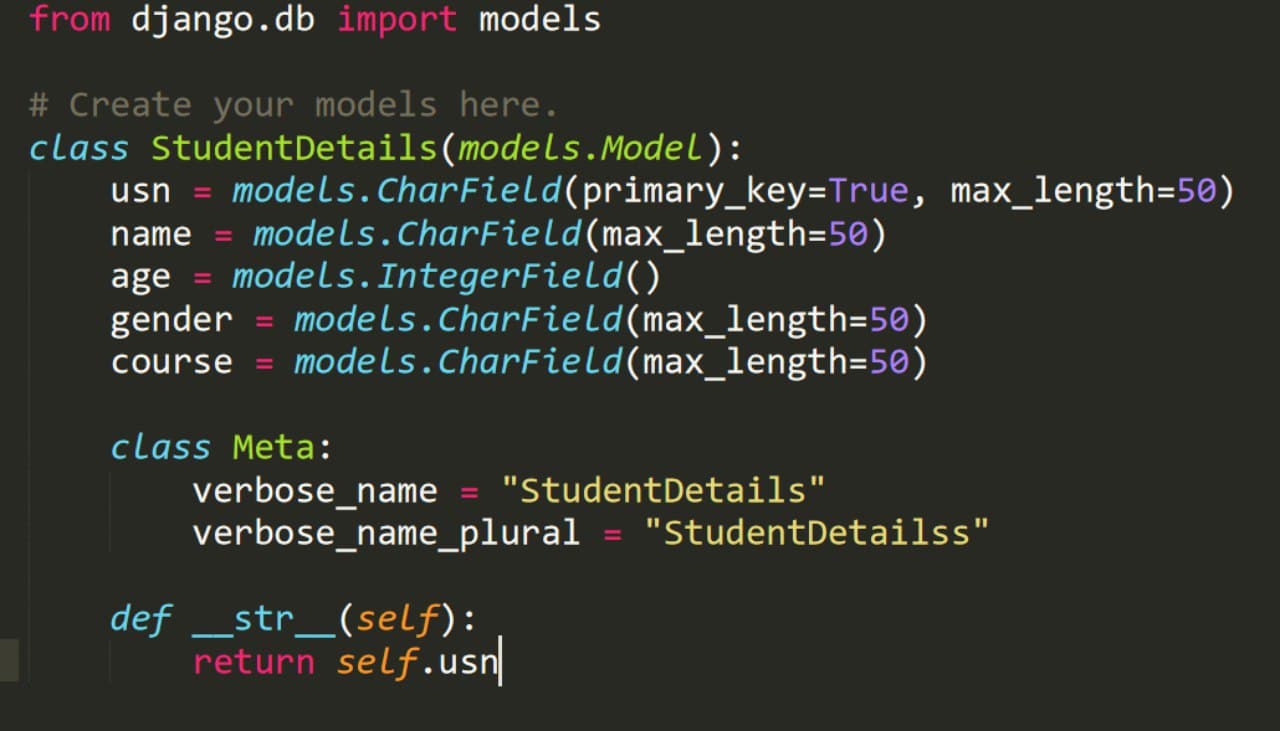 from django.db import models
# Create your models here.
class StudentDetails(models.Model):
    usn = models.CharField(primary_key=True, max_length=50)
    name = models.CharField(max_length=50)
    age = models.IntegerField()
    gender = models.CharField(max_length=50)
    course = models.CharField(max_length=50)
    class Meta:
        verbose_name = "StudentDetails"
        verbose_name_plural = "StudentDetailss"
    def __str__(self):
        return self.usn